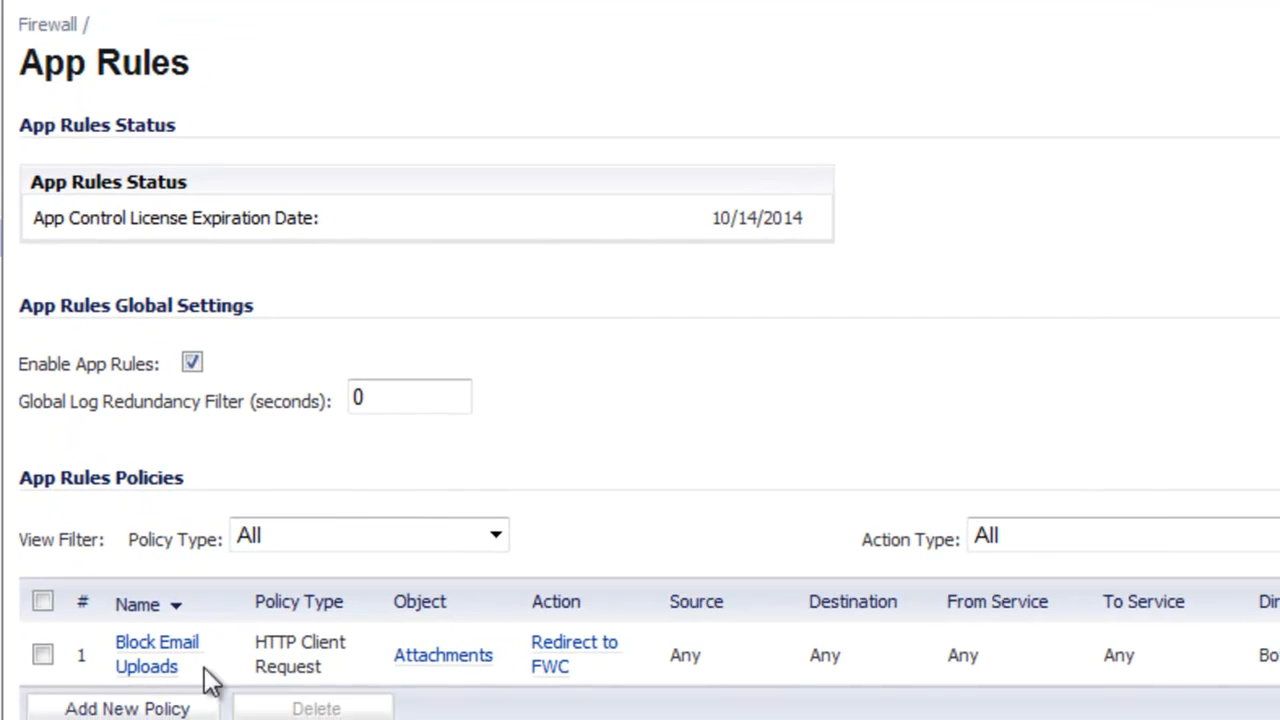 Firewall /
App Rules
App Rules Status
App Rules Status
App Control License Expiration Date: 10/14/2014
App Rules Global Settings
Enable App Rules:
Global Log Redundancy Filter (seconds): 0
App Rules Policies
View Filter: Policy Type: All Action Type: All
# Name Policy Type Object Action Source Destination From Service To Service
1 Block Email Uploads HTTP Client Request Attachments Redirect to FWC Any Any Any Any
Add New Policy Delete